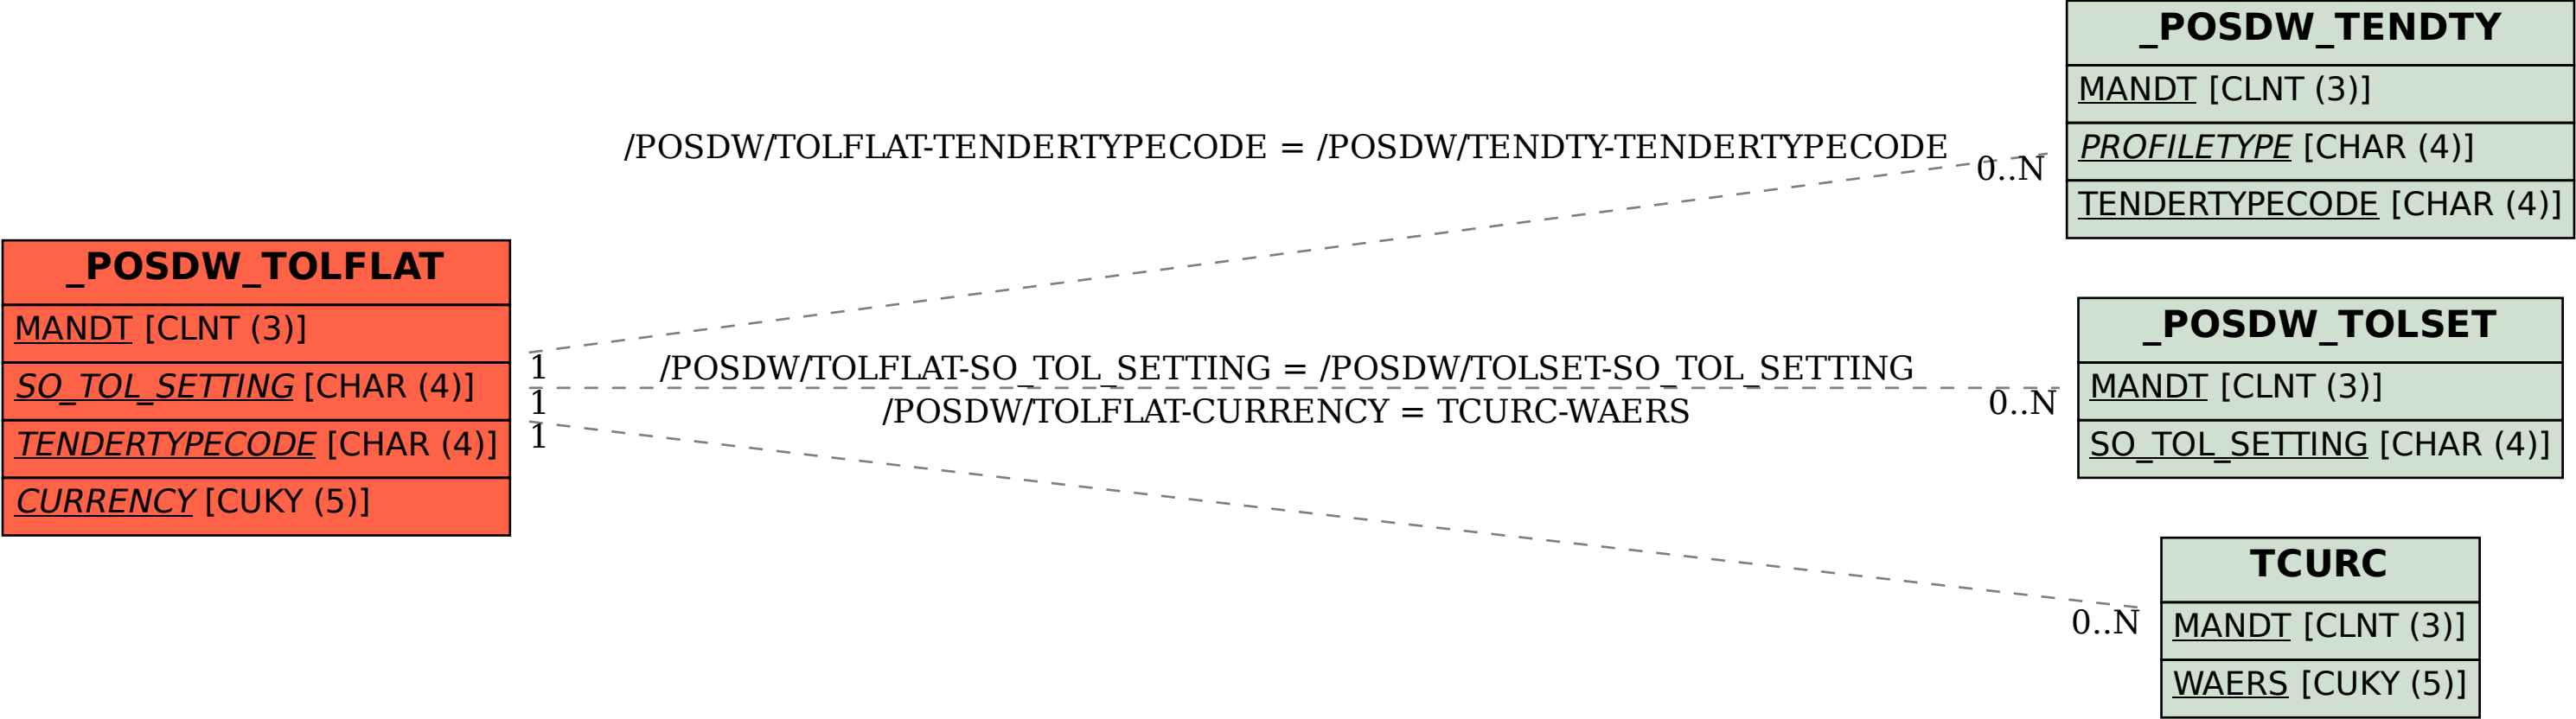 _POSDW_TOLFLAT
MANDT [CLNT (3)]
SO_TOL_SETTING [CHAR (4)]
TENDERTYPECODE [CHAR (4)]
CURRENCY [CUKY (5)]
/POSDW/TOLFLAT-TENDERTYPECODE = /POSDW/TENDTY-TENDERTYPECODE
0..N
1
/POSDW/TOLFLAT-SO_TOL_SETTING = /POSDW/TOLSET-SO_TOL_SETTING
0..N
1
/POSDW/TOLFLAT-CURRENCY = TCURC-WAERS
0..N
1
_POSDW_TENDTY
MANDT [CLNT (3)]
PROFILETYPE [CHAR (4)]
TENDERTYPECODE [CHAR (4)]
_POSDW_TOLSET
MANDT [CLNT (3)]
SO_TOL_SETTING [CHAR (4)]
TCURC
MANDT [CLNT (3)]
WAERS [CUKY (5)]